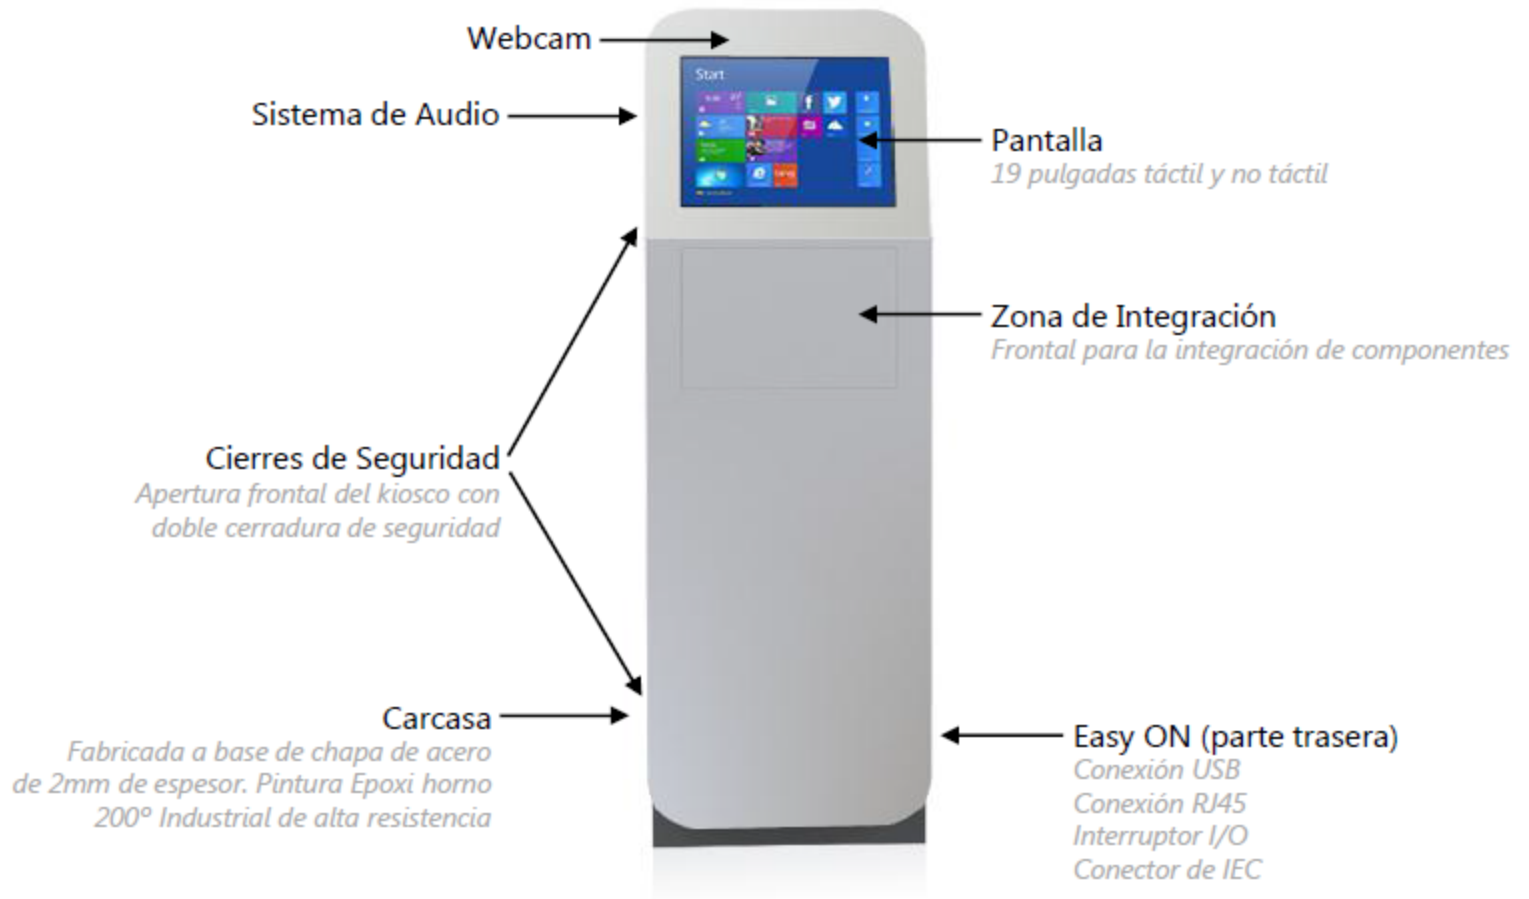 Webcam
Sistema de Audio
Start
Pantalla
19 pulgadas táctil y no táctil
Zona de Integración
Frontal para la integración de componentes
Cierres de Seguridad
Apertura frontal del kiosco con
doble cerradura de seguridad
Carcasa
Fabricada a base de chapa de acero
de 2mm de espesor. Pintura Epoxi horno
200º Industrial de alta resistencia
Easy ON (parte trasera)
Conexión USB
Conexión RJ45
Interruptor I/O
Conector de IEC